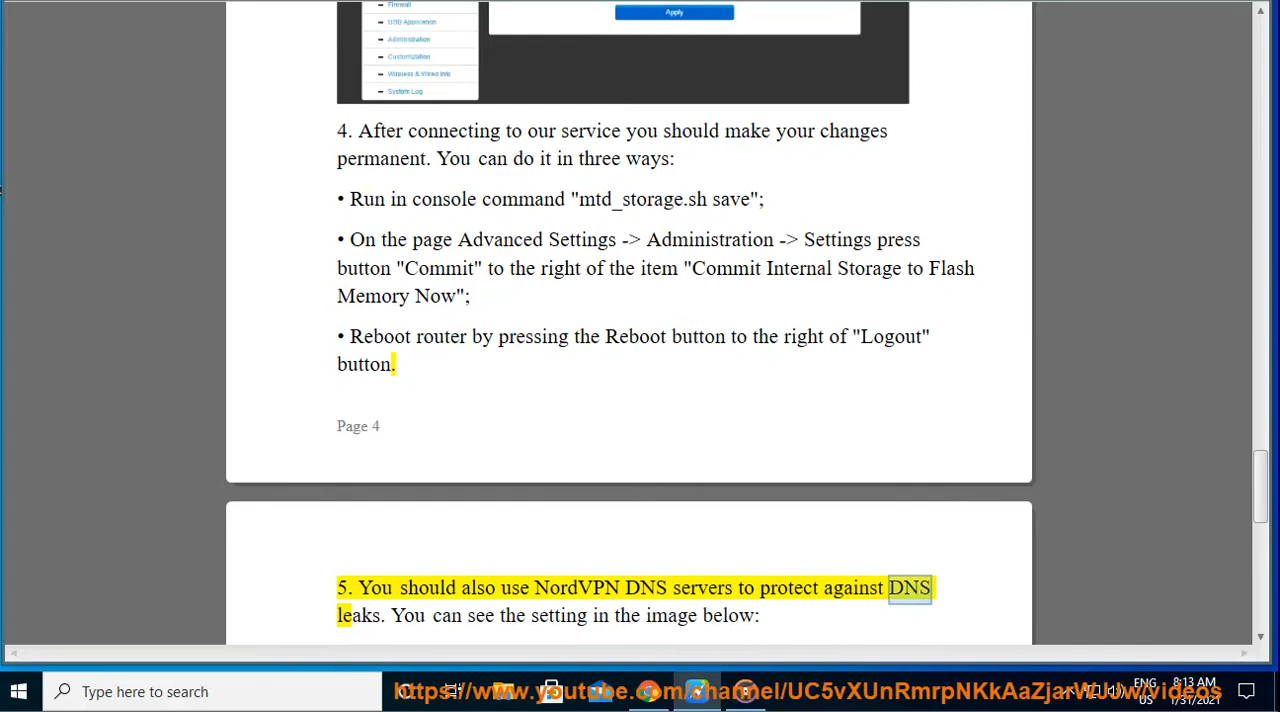 Firewall
USB Application
Apply
Administration
Customization
Wireless & Wired Info
System Log
4. After connecting to our service you should make your changes
permanent. You can do it in three ways:
• Run in console command "mtd_storage.sh save";
• On the page Advanced Settings -> Administration -> Settings press
button "Commit" to the right of the item "Commit Internal Storage to Flash
Memory Now";
• Reboot router by pressing the Reboot button to the right of "Logout"
button.
Page 4
5. You should also use NordVPN DNS servers to protect against DNS
leaks. You can see the setting in the image below:
Type here to search
https://www.youtube.com/channel/UC5vXUnRmrpNKkAaZjarWJUw/videos
ENG
US
8:13 AM
1/31/2021